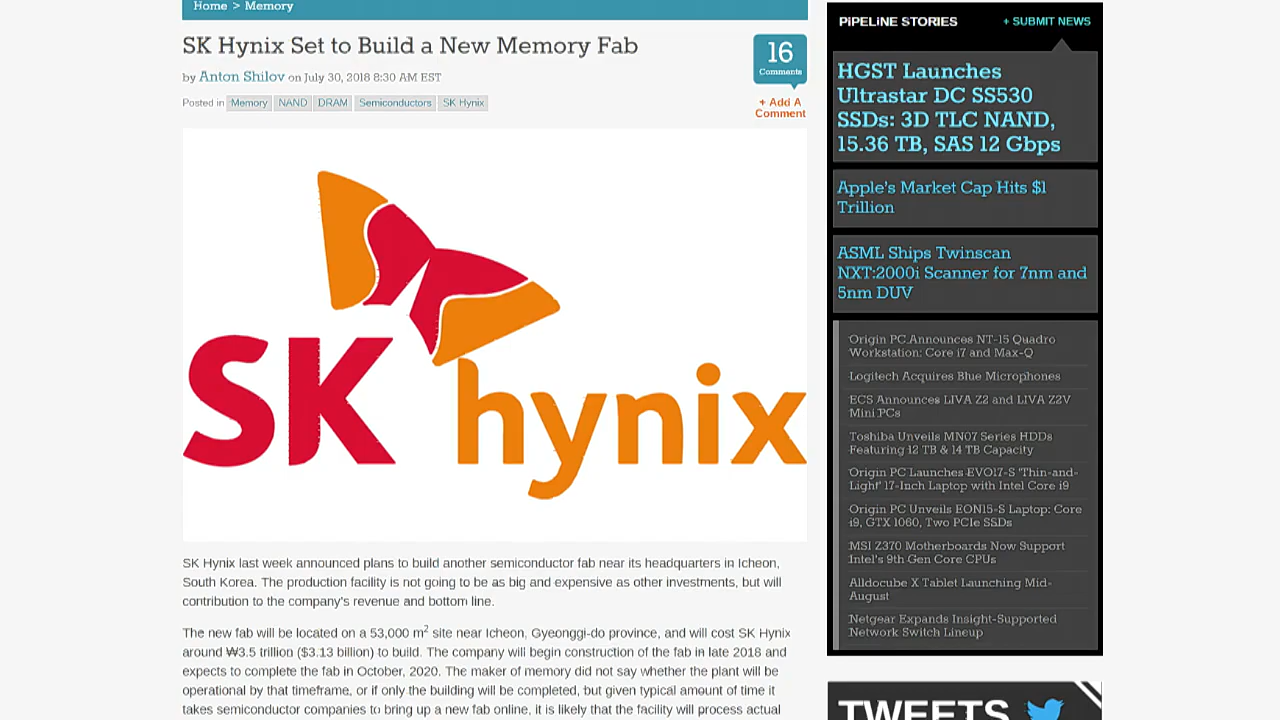 Home > Memory
SK Hynix Set to Build a New Memory Fab
by Anton Shilov on July 30, 2018 8:30 AM EST
Posted in Memory NAND DRAM Semiconductors SK Hynix
16
Comments
+ Add A
Comment
SK hynix
SK Hynix last week announced plans to build another semiconductor fab near its headquarters in Icheon,
South Korea. The production facility is not going to be as big and expensive as other investments, but will
contribution to the company's revenue and bottom line.
The new fab will be located on a 53,000 m2 site near Icheon, Gyeonggi-do province, and will cost SK Hynix
around ₩3.5 trillion ($3.13 billion) to build. The company will begin construction of the fab in late 2018 and
expects to complete the fab in October, 2020. The maker of memory did not say whether the plant will be
operational by that timeframe, or if only the building will be completed, but given typical amount of time it
takes semiconductor companies to bring up a new fab online, it is likely that the facility will process actual
PiPELiNE STORiES
+ SUBMIT NEWS
HGST Launches
Ultrastar DC SS530
SSDs: 3D TLC NAND,
15.36 TB, SAS 12 Gbps
Apple's Market Cap Hits $1
Trillion
ASML Ships Twinscan
NXT:2000i Scanner for 7nm and
5nm DUV
Origin PC Announces NT-15 Quadro
Workstation: Core i7 and Max-Q
Logitech Acquires Blue Microphones
ECS Announces LIVA Z2 and LIVA Z2V
Mini PCs
Toshiba Unveils MN07 Series HDDs
Featuring 12 TB & 14 TB Capacity
Origin PC Launches EVO17-S 'Thin-and-
Light' 17-Inch Laptop with Intel Core i9
Origin PC Unveils EON15-S Laptop: Core
i9, GTX 1060, Two PCIe SSDs
MSI Z370 Motherboards Now Support
Intel's 9th Gen Core CPUs
Alldocube X Tablet Launching Mid-
August
Netgear Expands Insight-Supported
Network Switch Lineup
TWEETS